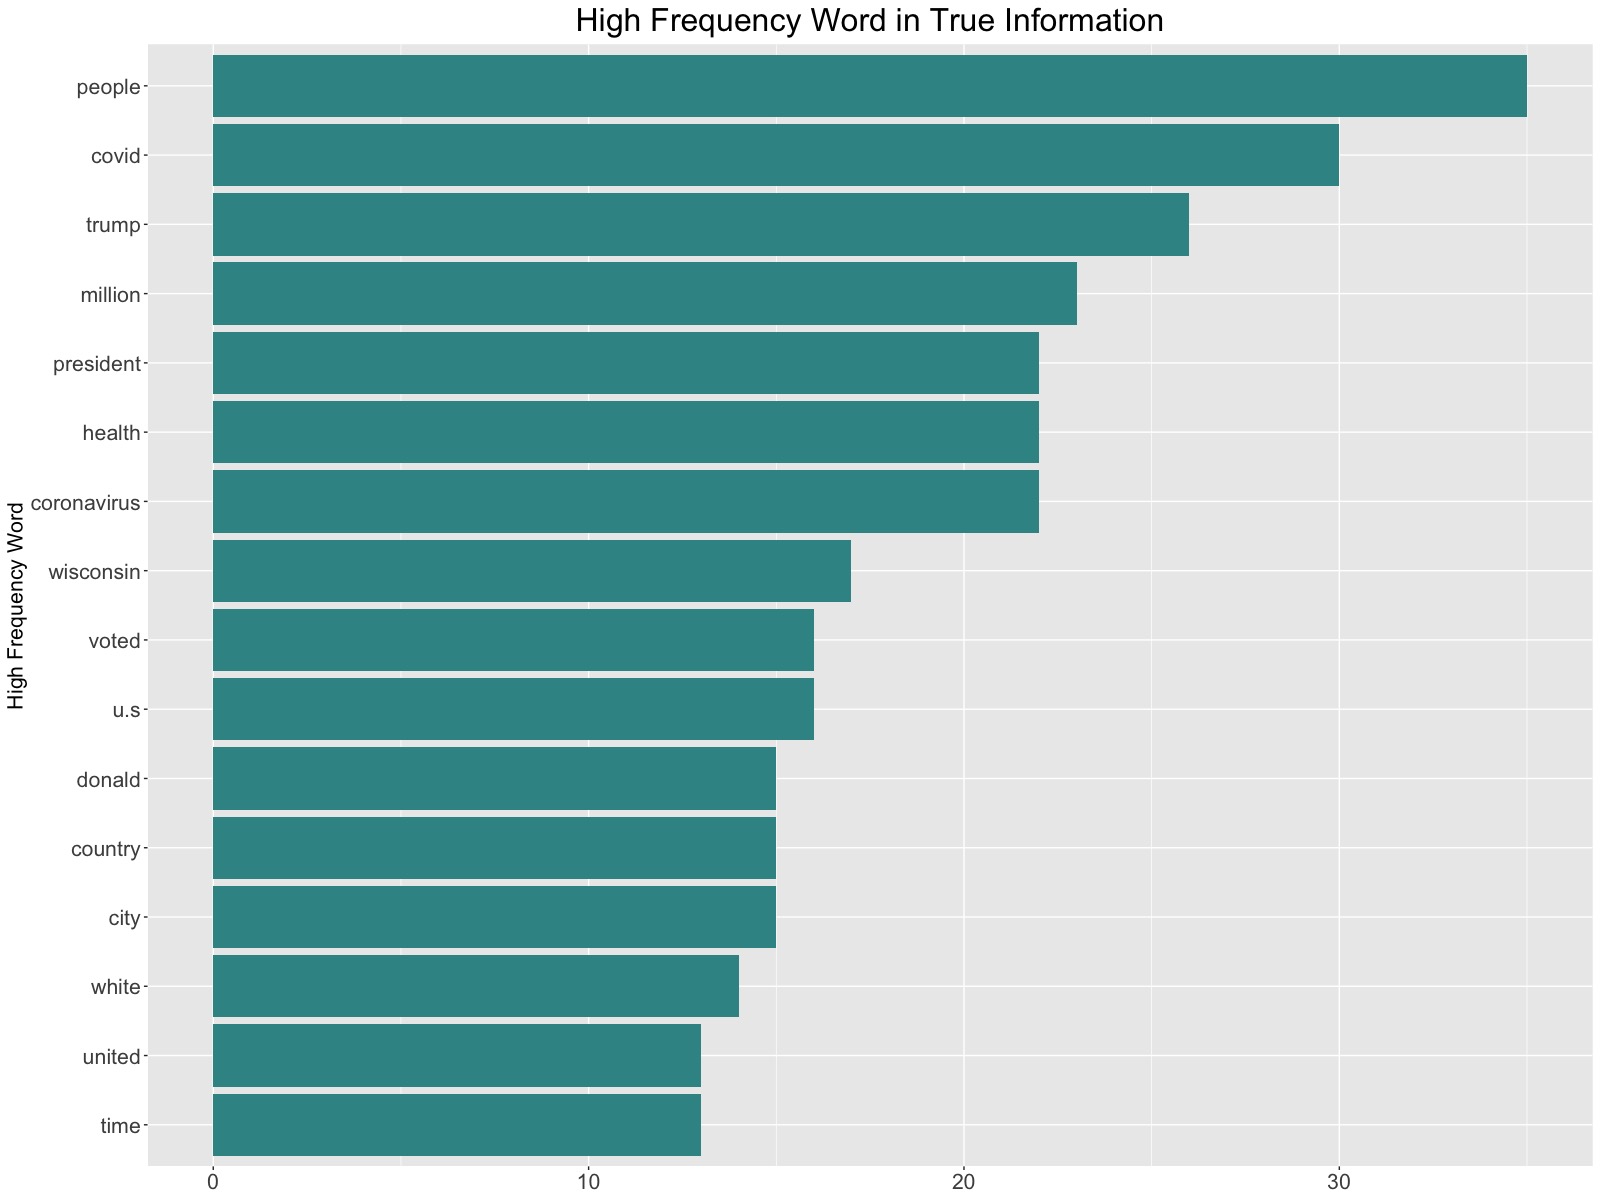 High Frequency Word in True Information
High Frequency Word
people
covid
trump
million
president
health
coronavirus
wisconsin
voted
u.s
donald
country
city
white
united
time
0 10 20 30